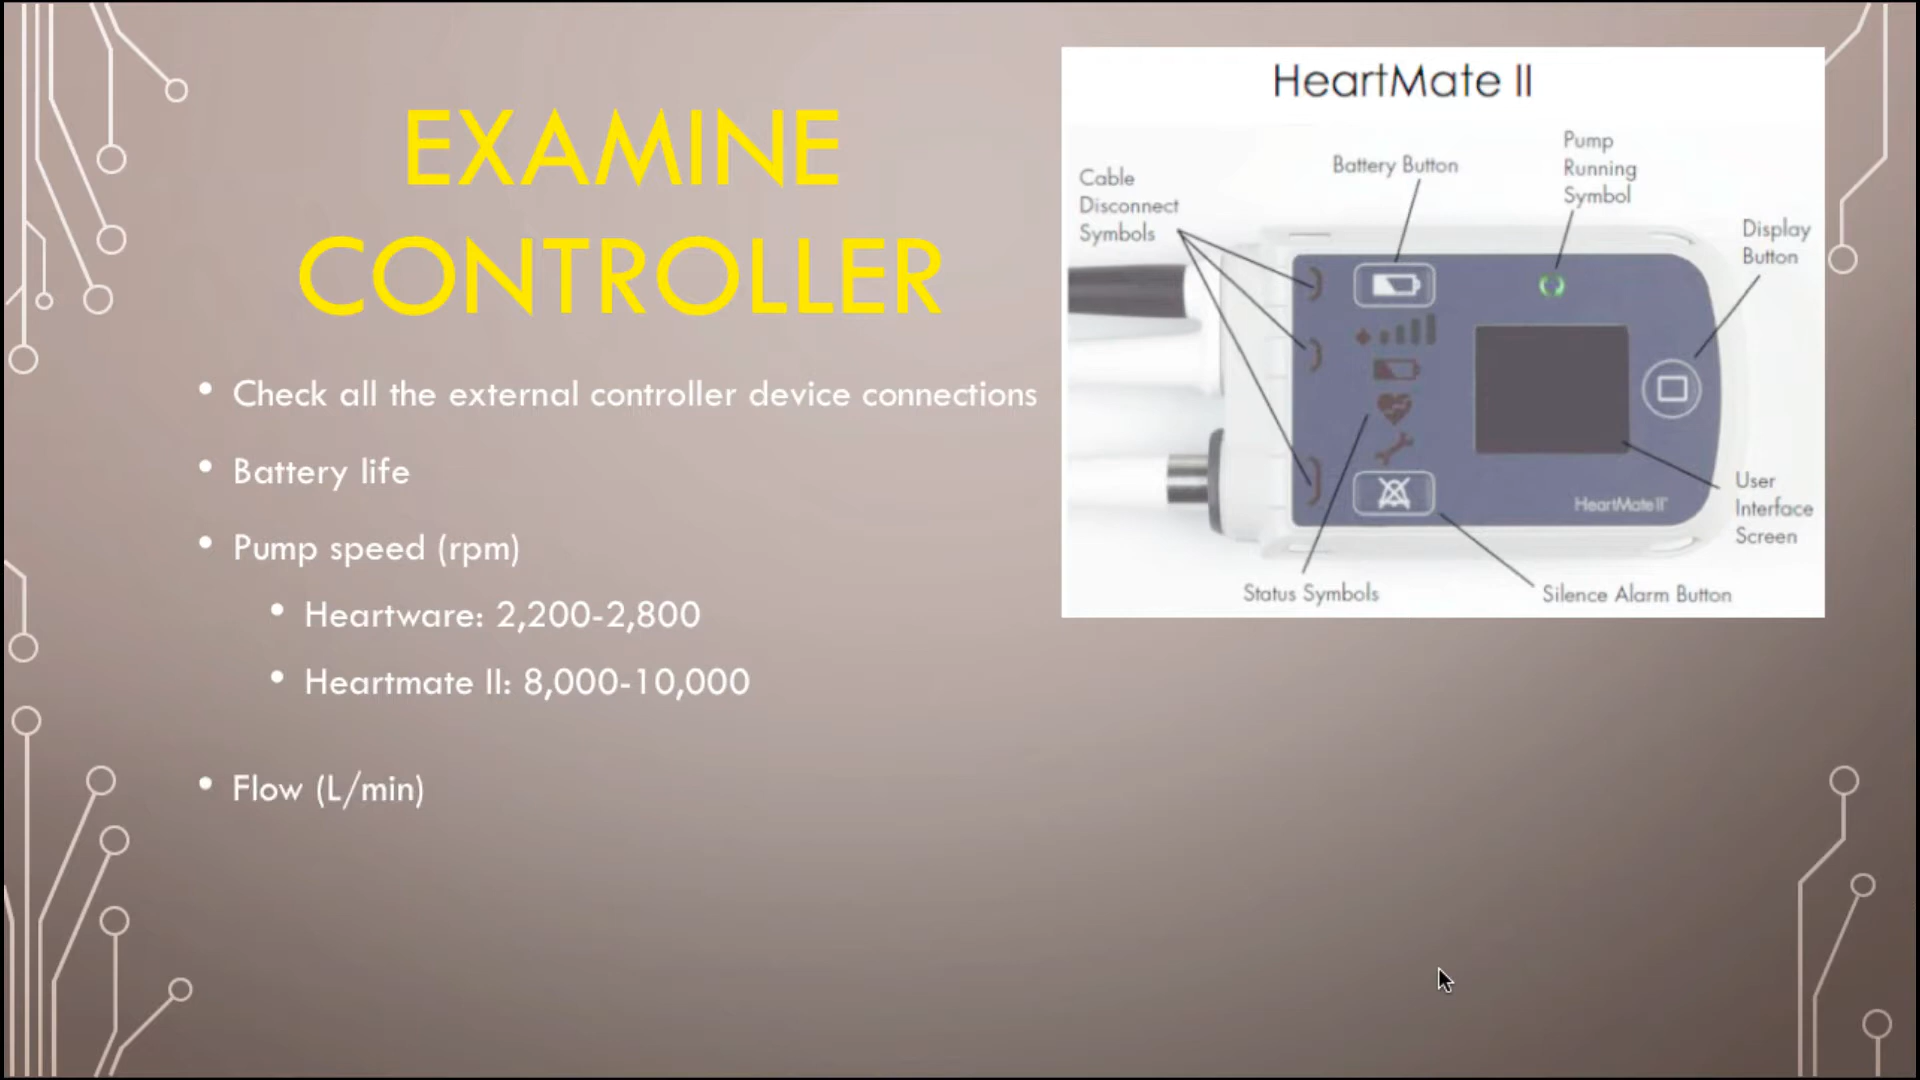 EXAMINE
CONTROLLER
• Check all the external controller device connections
• Battery life
• Pump speed (rpm)
• Heartware: 2,200-2,800
• Heartmate II: 8,000-10,000
• Flow (L/min)
HeartMate II
Cable
Disconnect
Symbols
Battery Button
Pump
Running
Symbol
Display
Button
HeartMate II
User
Interface
Screen
Status Symbols
Silence Alarm Button